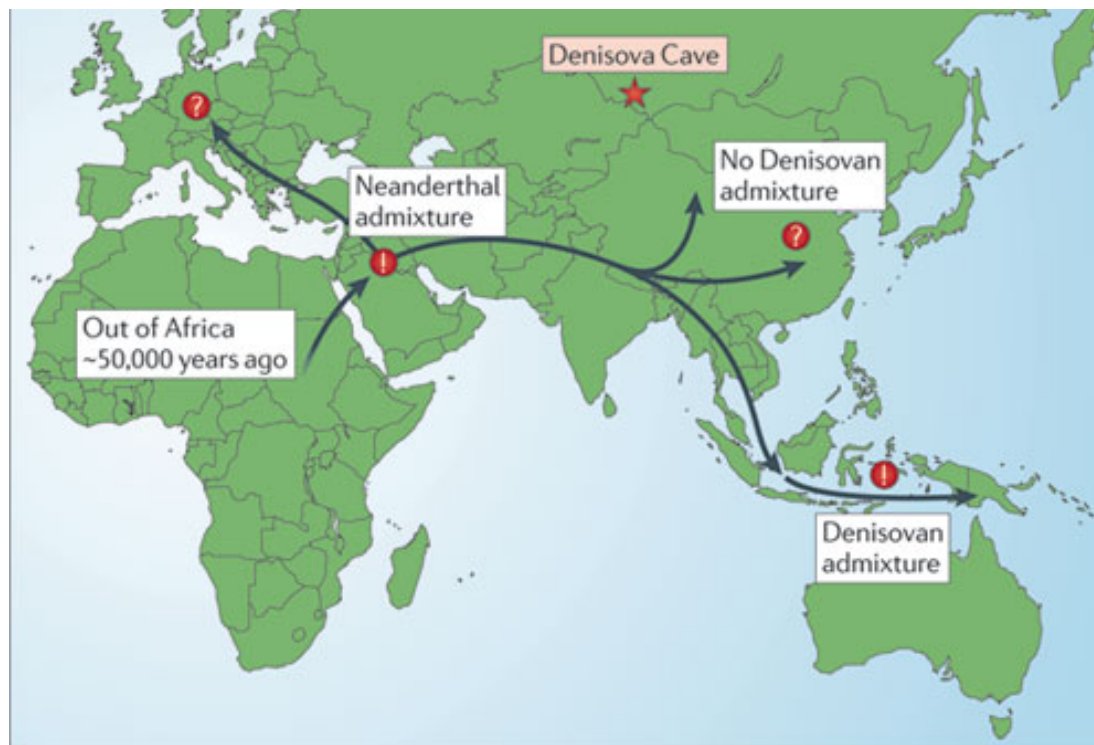 Denisova Cave
?
No Denisovan
admixture
Neanderthal
admixture
?
!
Out of Africa
~50,000 years ago
!
Denisovan
admixture